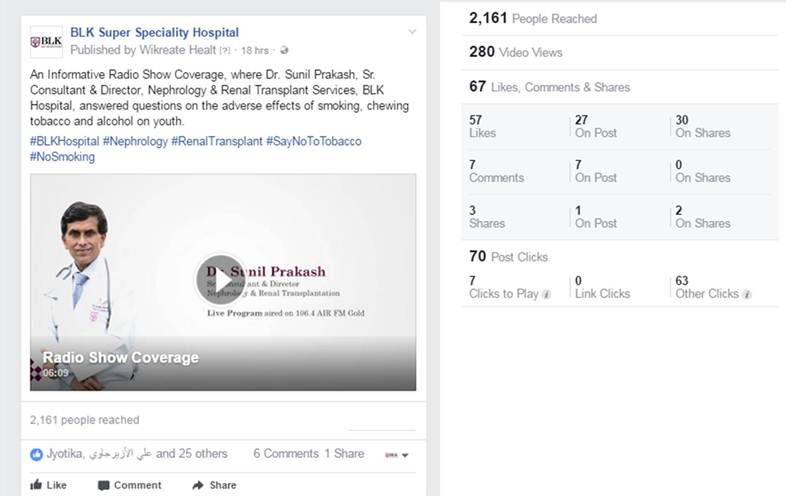 BLK
BLK Super Speciality Hospital
Published by Wikreate Healt [?] · 18 hrs ·
An Informative Radio Show Coverage, where Dr. Sunil Prakash, Sr.
Consultant & Director, Nephrology & Renal Transplant Services, BLK
Hospital, answered questions on the adverse effects of smoking, chewing
tobacco and alcohol on youth.
#BLKHospital #Nephrology #RenalTransplant #SayNoToTobacco
#NoSmoking
Dr. Sunil Prakash
Sr. Consultant & Director
Nephrology & Renal Transplantation
Live Program aired on 106.4 AIR FM Gold
Radio Show Coverage
06:09
2,161 people reached
Jyotika, علي الأزيرجاوي and 25 others 6 Comments 1 Share
Like Comment Share
2,161 People Reached
280 Video Views
67 Likes, Comments & Shares
57 27 30
Likes On Post On Shares
7 7 0
Comments On Post On Shares
3 1 2
Shares On Post On Shares
70 Post Clicks
7 0 63
Clicks to Play Link Clicks Other Clicks